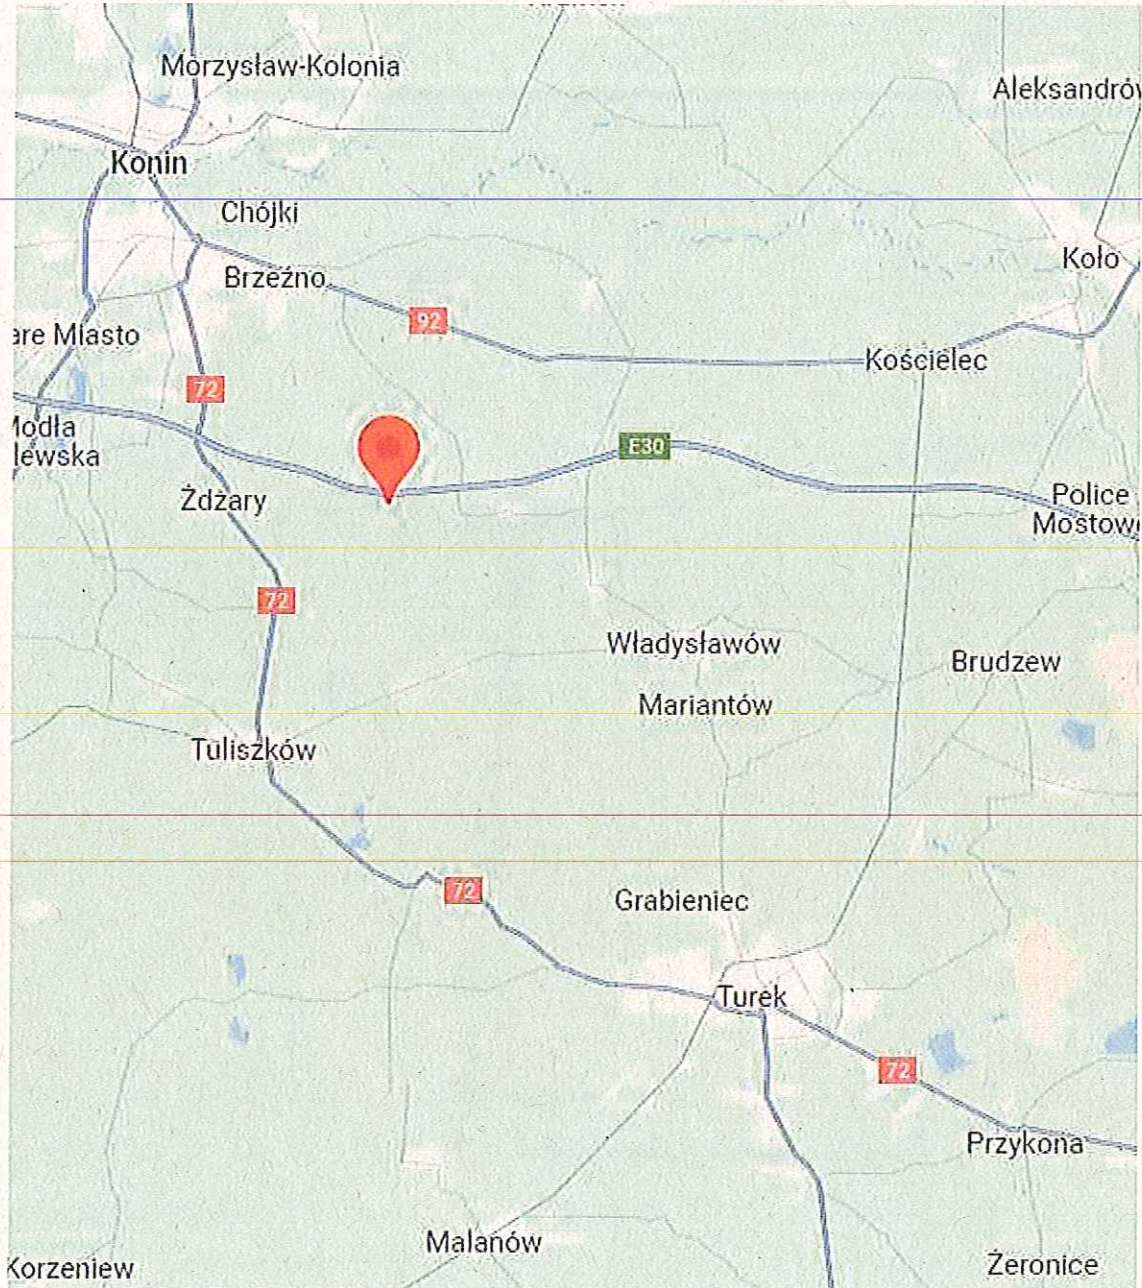 Morzysław-Kolonia
Aleksandrów
Konin
Chójki
Koło
Brzeźno
92
are Miasto
Kościelec
72
Modła
lewska
E30
Żdżary
Police
Mostow
72
Władysławów
Brudzew
Mariantów
Tuliszków
72
Grabieniec
Turek
72
Przykona
Malanów
Żeronice
Korzeniew